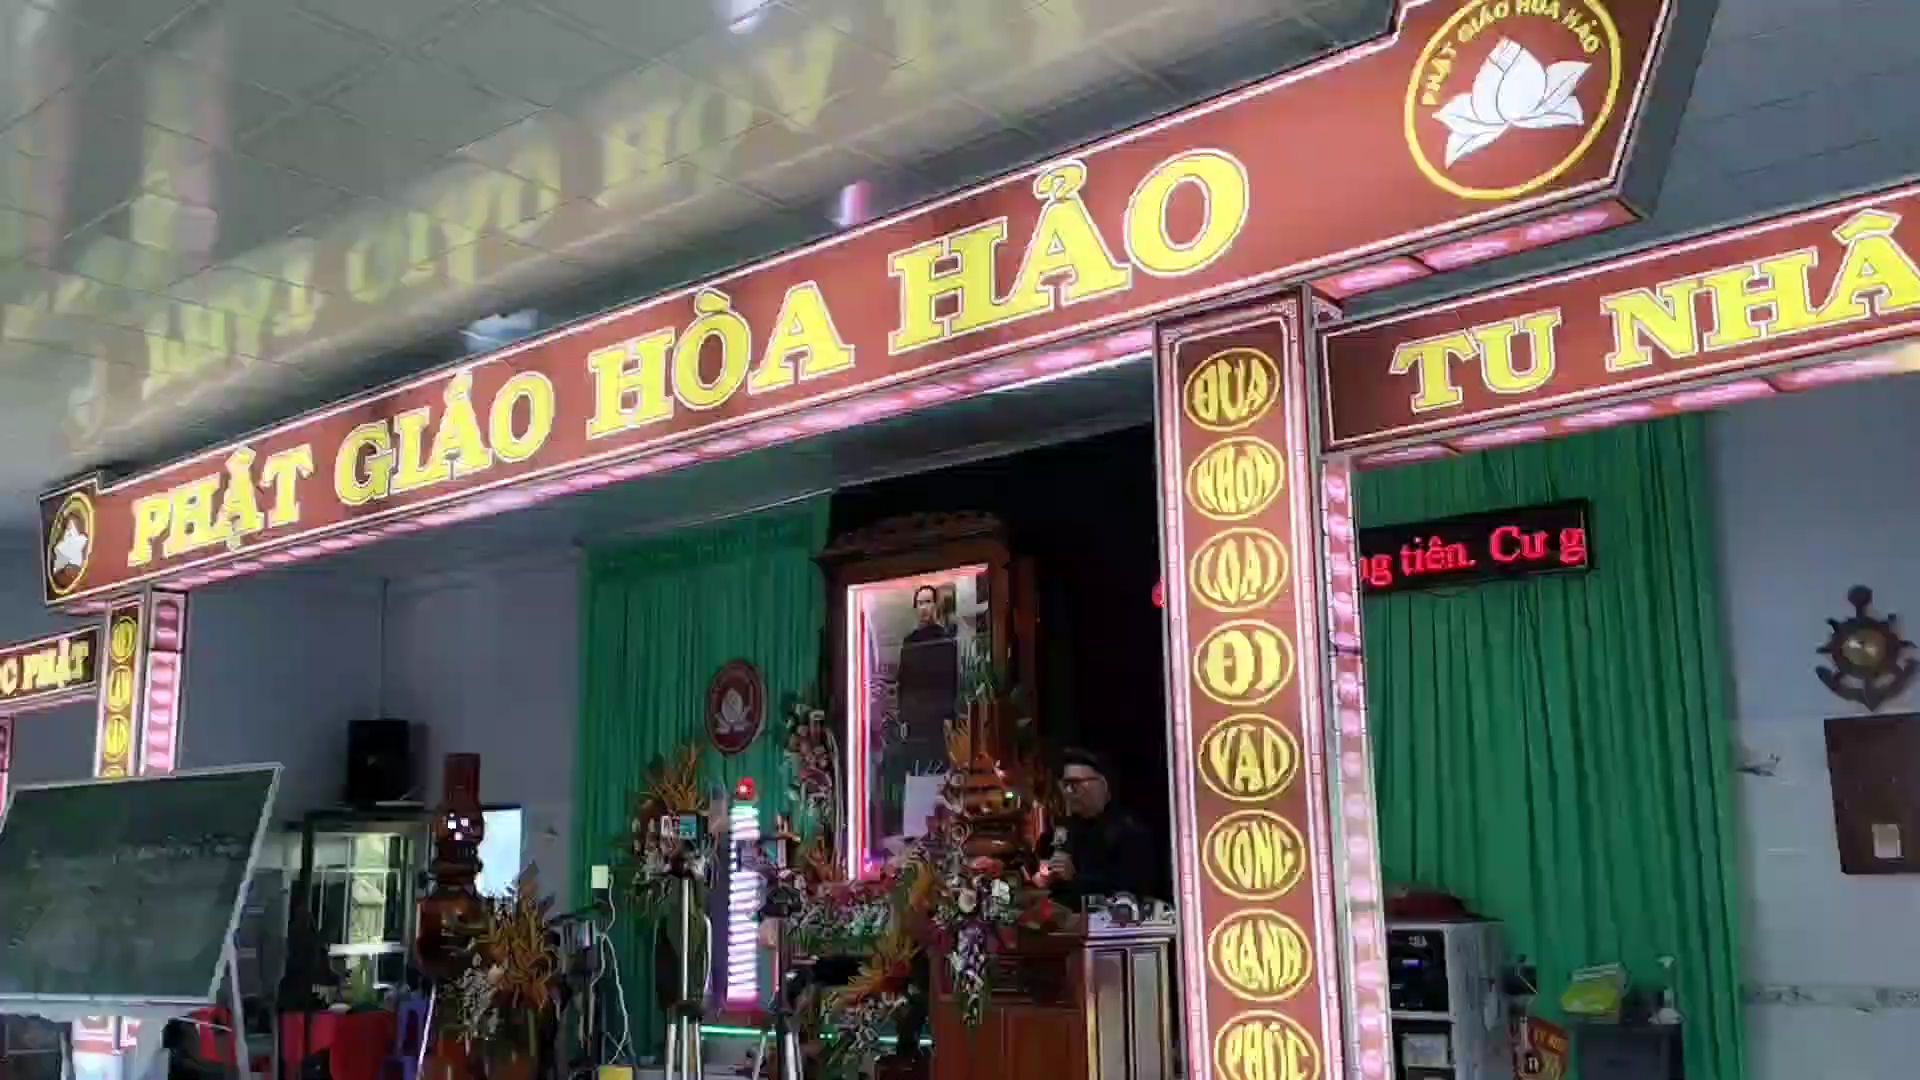 PHẬT GIÁO HÒA HẢO
PHẬT GIÁO HÒA HẢO
TU NHÂ
ĐƯA
NHƠN
LOẠI
ĐI
VÀO
VÒNG
HẠNH
PHÚC
ng tiên. Cư g
C PHẬT